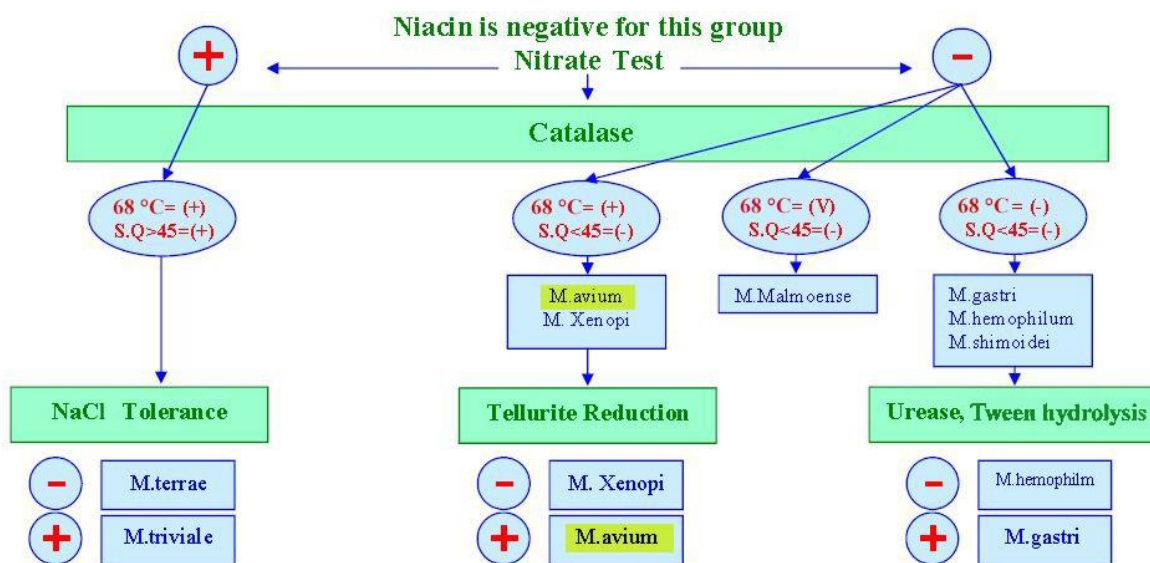 Niacin is negative for this group
Nitrate Test
+
-
Catalase
68 °C= (+)
S.Q>45=(+)
68 °C= (+)
S.Q<45=(-)
68 °C= (V)
S.Q<45=(-)
68 °C= (-)
S.Q<45=(-)
M.avium
M. Xenopi
M.Malmoense
M.gastri
M.hemophilum
M.shimoidei
NaCl Tolerance
Tellurite Reduction
Urease, Tween hydrolysis
- M.terrae
- M. Xenopi
- M.hemophilm
+ M.triviale
+ M.avium
+ M.gastri